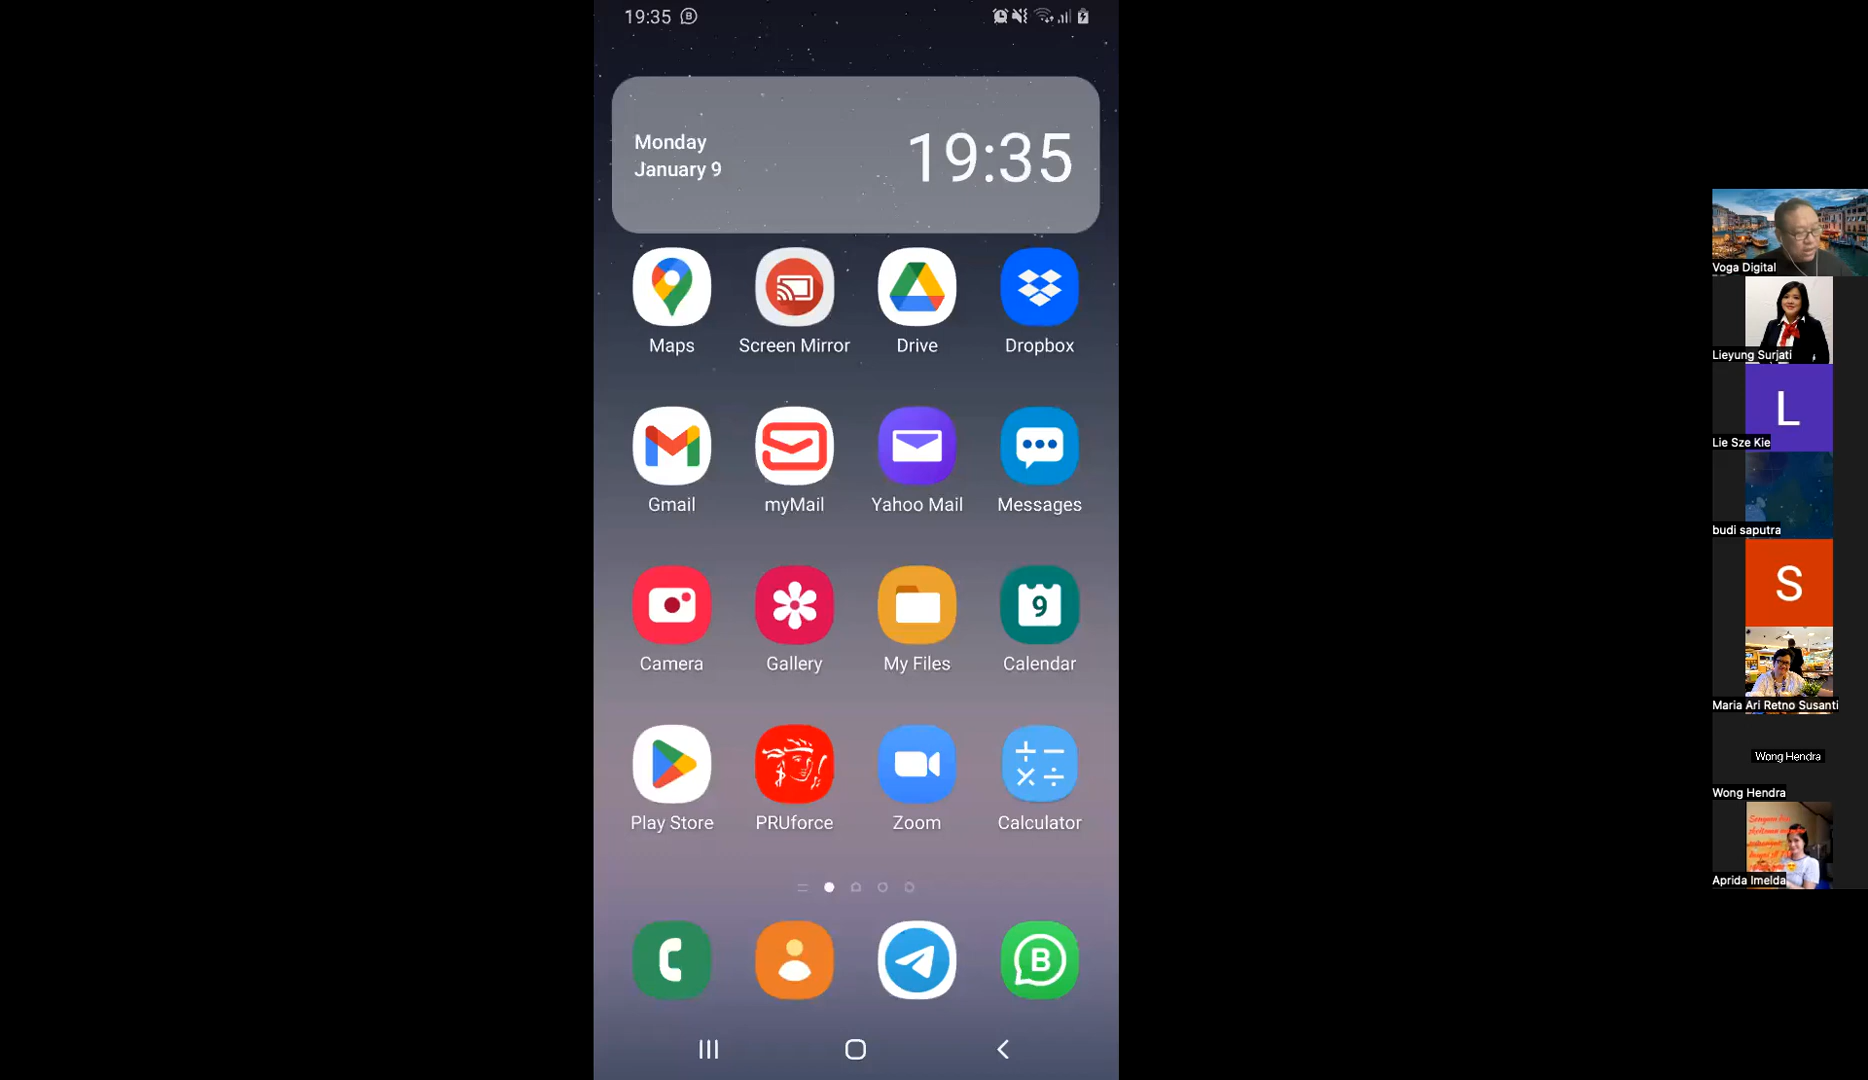 19:35
Monday
January 9
19:35
Maps
Screen Mirror
Drive
Dropbox
Gmail
myMail
Yahoo Mail
Messages
Camera
Gallery
My Files
9
Calendar
Play Store
PRUforce
Zoom
Calculator
B
Voga Digital
Lieyung Surjati
L
Lie Sze Kie
budi saputra
S
Maria Ari Retno Susanti
Wong Hendra
Wong Hendra
Aprida Imelda